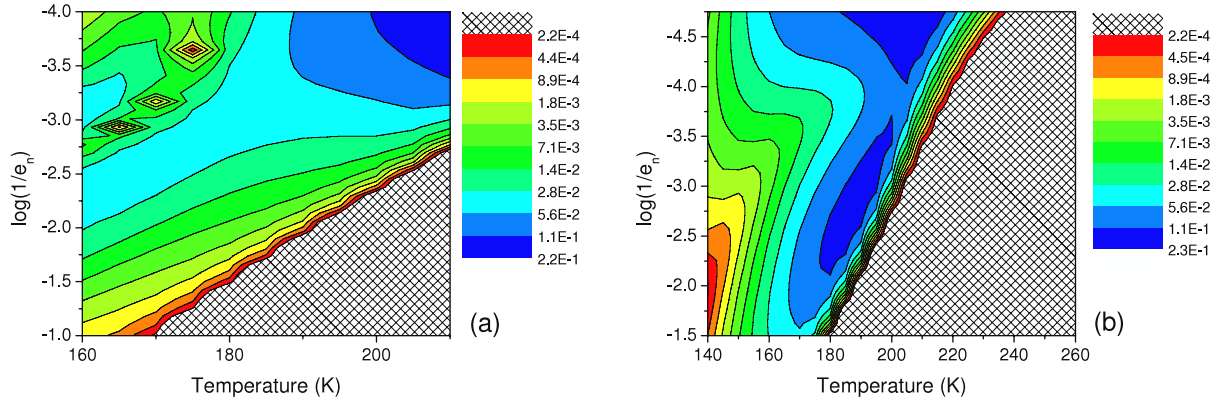 -4.0
-3.5
-3.0
-2.5
-2.0
-1.5
-1.0
log(1/e_n)
160 180 200
Temperature (K)
(a)
2.2E-4
4.4E-4
8.9E-4
1.8E-3
3.5E-3
7.1E-3
1.4E-2
2.8E-2
5.6E-2
1.1E-1
2.2E-1
-4.5
-4.0
-3.5
-3.0
-2.5
-2.0
-1.5
log(1/e_n)
140 160 180 200 220 240 260
Temperature (K)
(b)
2.2E-4
4.5E-4
8.9E-4
1.8E-3
3.5E-3
7.1E-3
1.4E-2
2.8E-2
5.6E-2
1.1E-1
2.3E-1